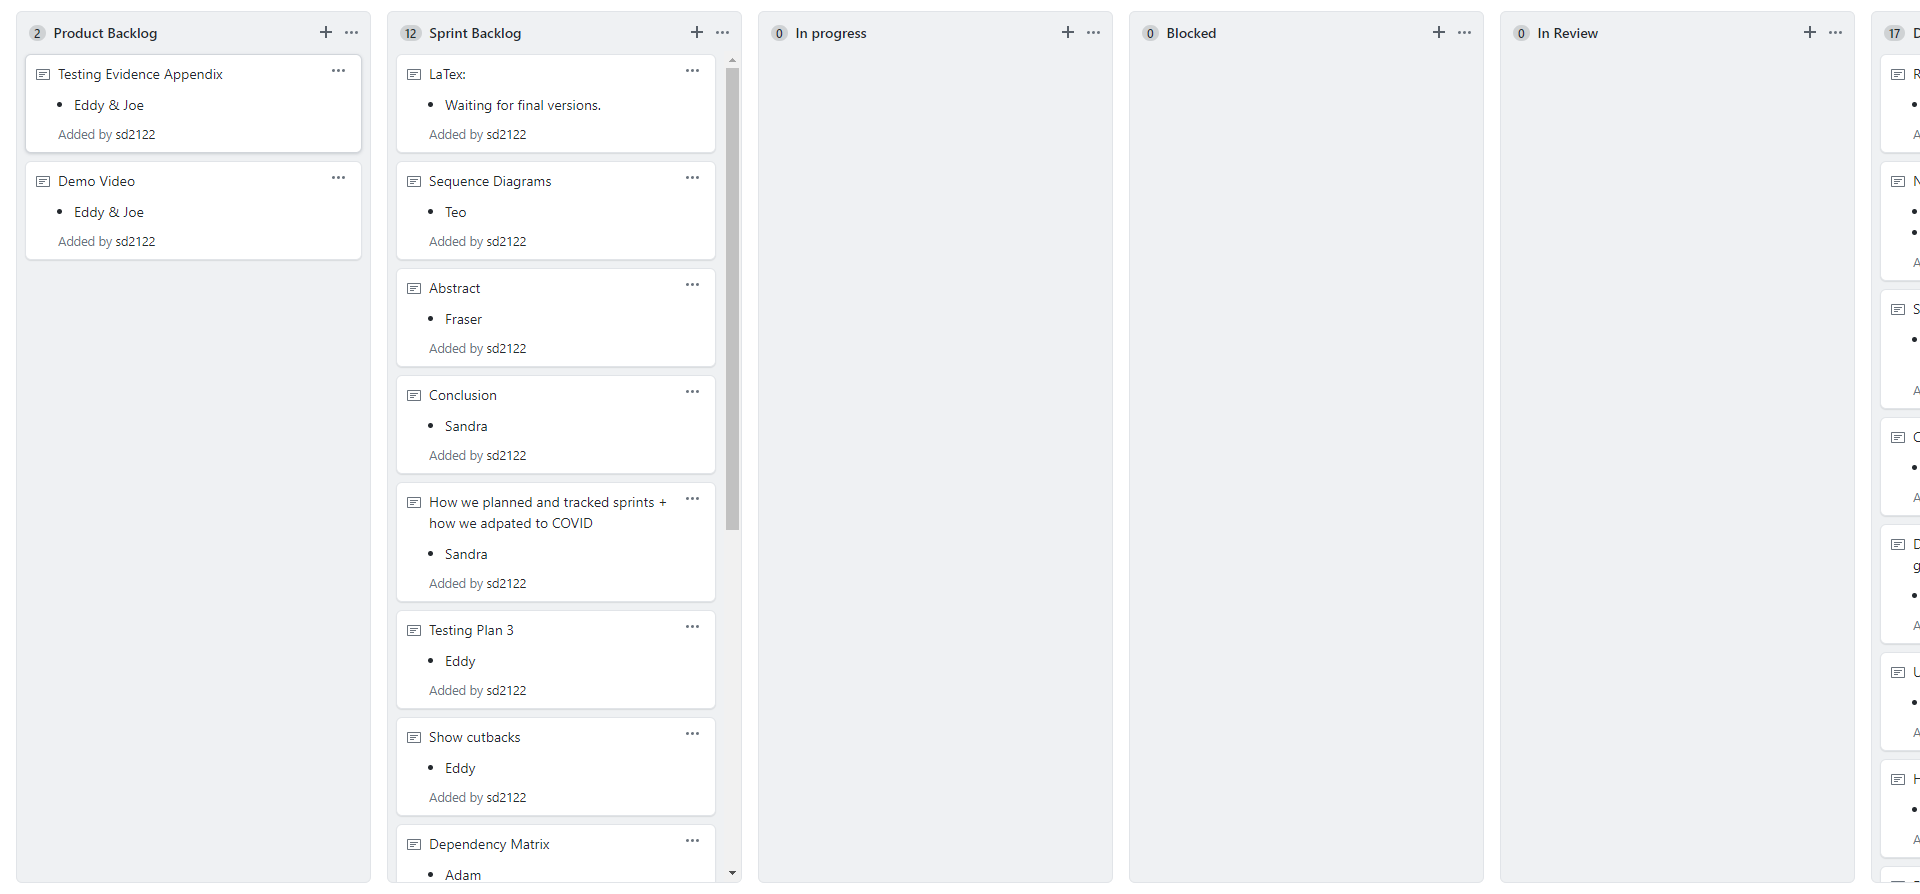 2 Product Backlog
Testing Evidence Appendix
Eddy & Joe
Added by sd2122
Demo Video
Eddy & Joe
Added by sd2122
12 Sprint Backlog
LaTex:
Waiting for final versions.
Added by sd2122
Sequence Diagrams
Teo
Added by sd2122
Abstract
Fraser
Added by sd2122
Conclusion
Sandra
Added by sd2122
How we planned and tracked sprints +
how we adpated to COVID
Sandra
Added by sd2122
Testing Plan 3
Eddy
Added by sd2122
Show cutbacks
Eddy
Added by sd2122
Dependency Matrix
Adam
0 In progress
0 Blocked
0 In Review
17